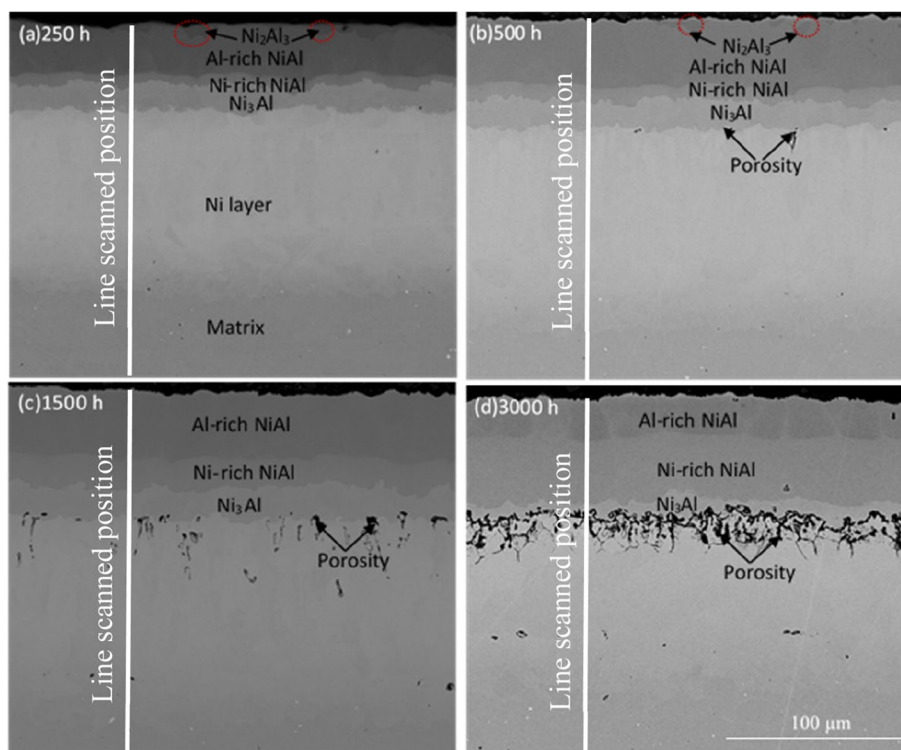 (a)250 h
Ni₂Al₃
Al-rich NiAl
Ni-rich NiAl
Ni₃Al
Ni layer
Matrix
Line scanned position
(b)500 h
Ni₂Al₃
Al-rich NiAl
Ni-rich NiAl
Ni₃Al
Porosity
Line scanned position
(c)1500 h
Al-rich NiAl
Ni-rich NiAl
Ni₃Al
Porosity
Line scanned position
(d)3000 h
Al-rich NiAl
Ni-rich NiAl
Ni₃Al
Porosity
Line scanned position
100 μm